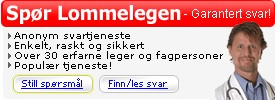 Spør Lommelegen - Garantert svar!
Anonym svartjeneste
Enkelt, raskt og sikkert
Over 30 erfarne leger og fagpersoner
Populær tjeneste!
Still spørsmål Finn/les svar